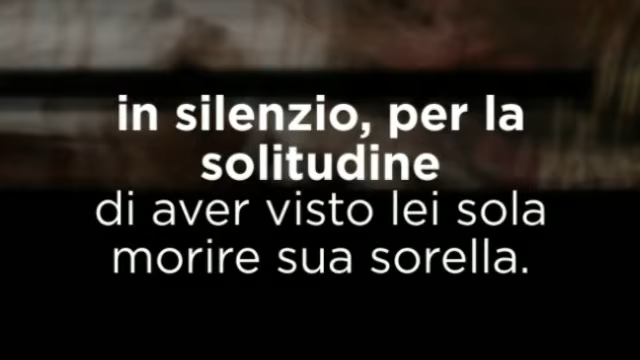 in silenzio, per la
solitudine
di aver visto lei sola
morire sua sorella.